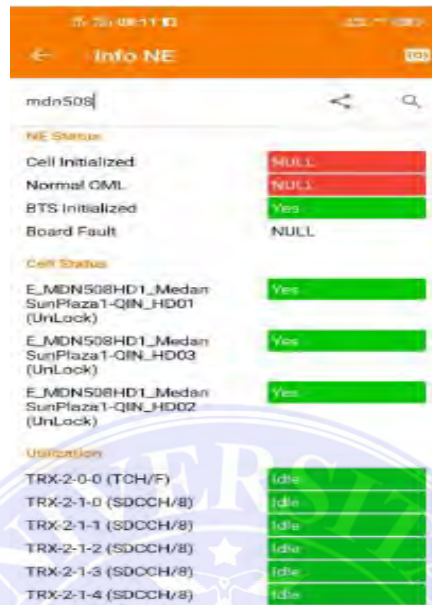 Info NE
mdn508
NE Status
Cell Initialized NULL
Normal OML NULL
BTS Initialized Yes
Board Fault NULL
Cell Status
E_MDN508HD1_Medan Yes
SunPlaza1-QIN_HD01
(UnLock)
E_MDN508HD1_Medan Yes
SunPlaza1-QIN_HD03
(UnLock)
E_MDN508HD1_Medan Yes
SunPlaza1-QIN_HD02
(UnLock)
Utilization
TRX-2-0-0 (TCH/F) Idle
TRX-2-1-0 (SDCCH/8) Idle
TRX-2-1-1 (SDCCH/8) Idle
TRX-2-1-2 (SDCCH/8) Idle
TRX-2-1-3 (SDCCH/8) Idle
TRX-2-1-4 (SDCCH/8) Idle